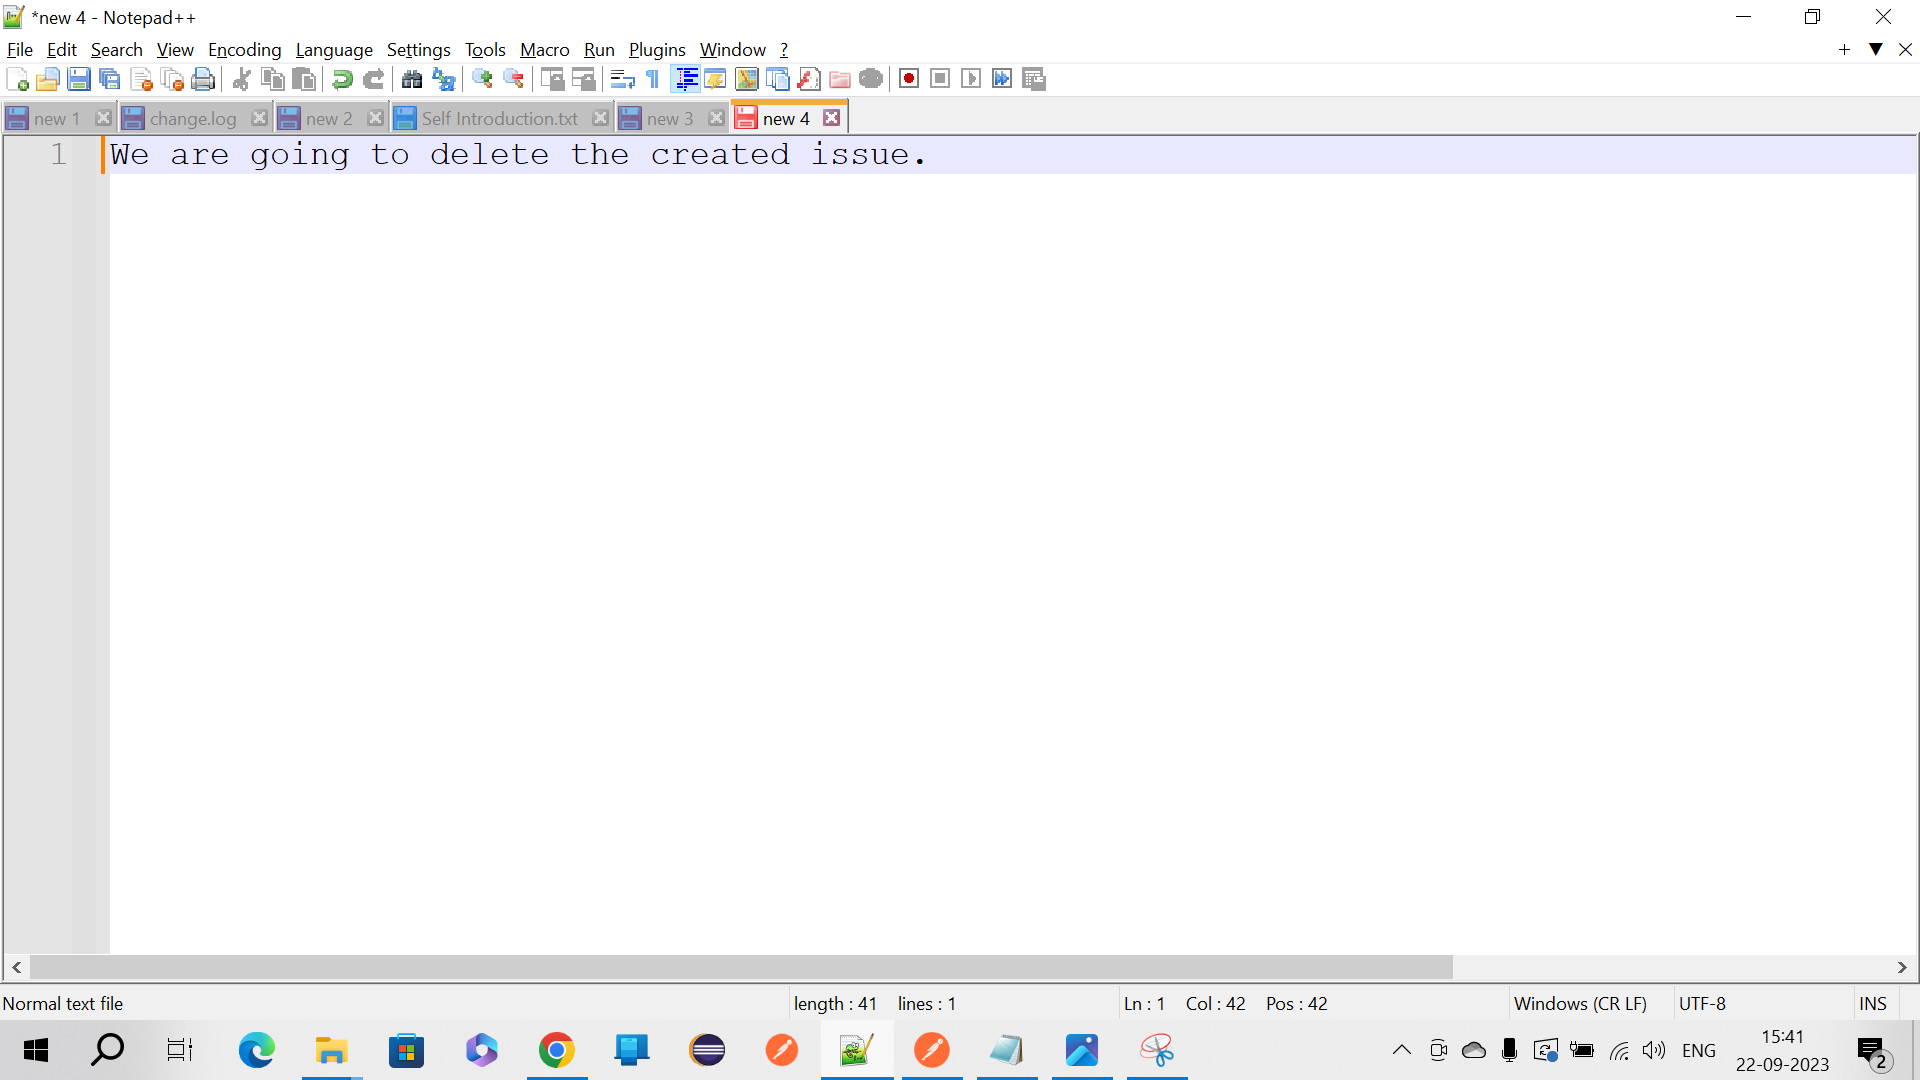 *new 4 - Notepad++
File Edit Search View Encoding Language Settings Tools Macro Run Plugins Window ?
new 1 change.log new 2 Self Introduction.txt new 3 new 4
1 We are going to delete the created issue.
Normal text file length : 41 lines : 1 Ln : 1 Col : 42 Pos : 42 Windows (CR LF) UTF-8 INS
ENG 15:41
22-09-2023 2